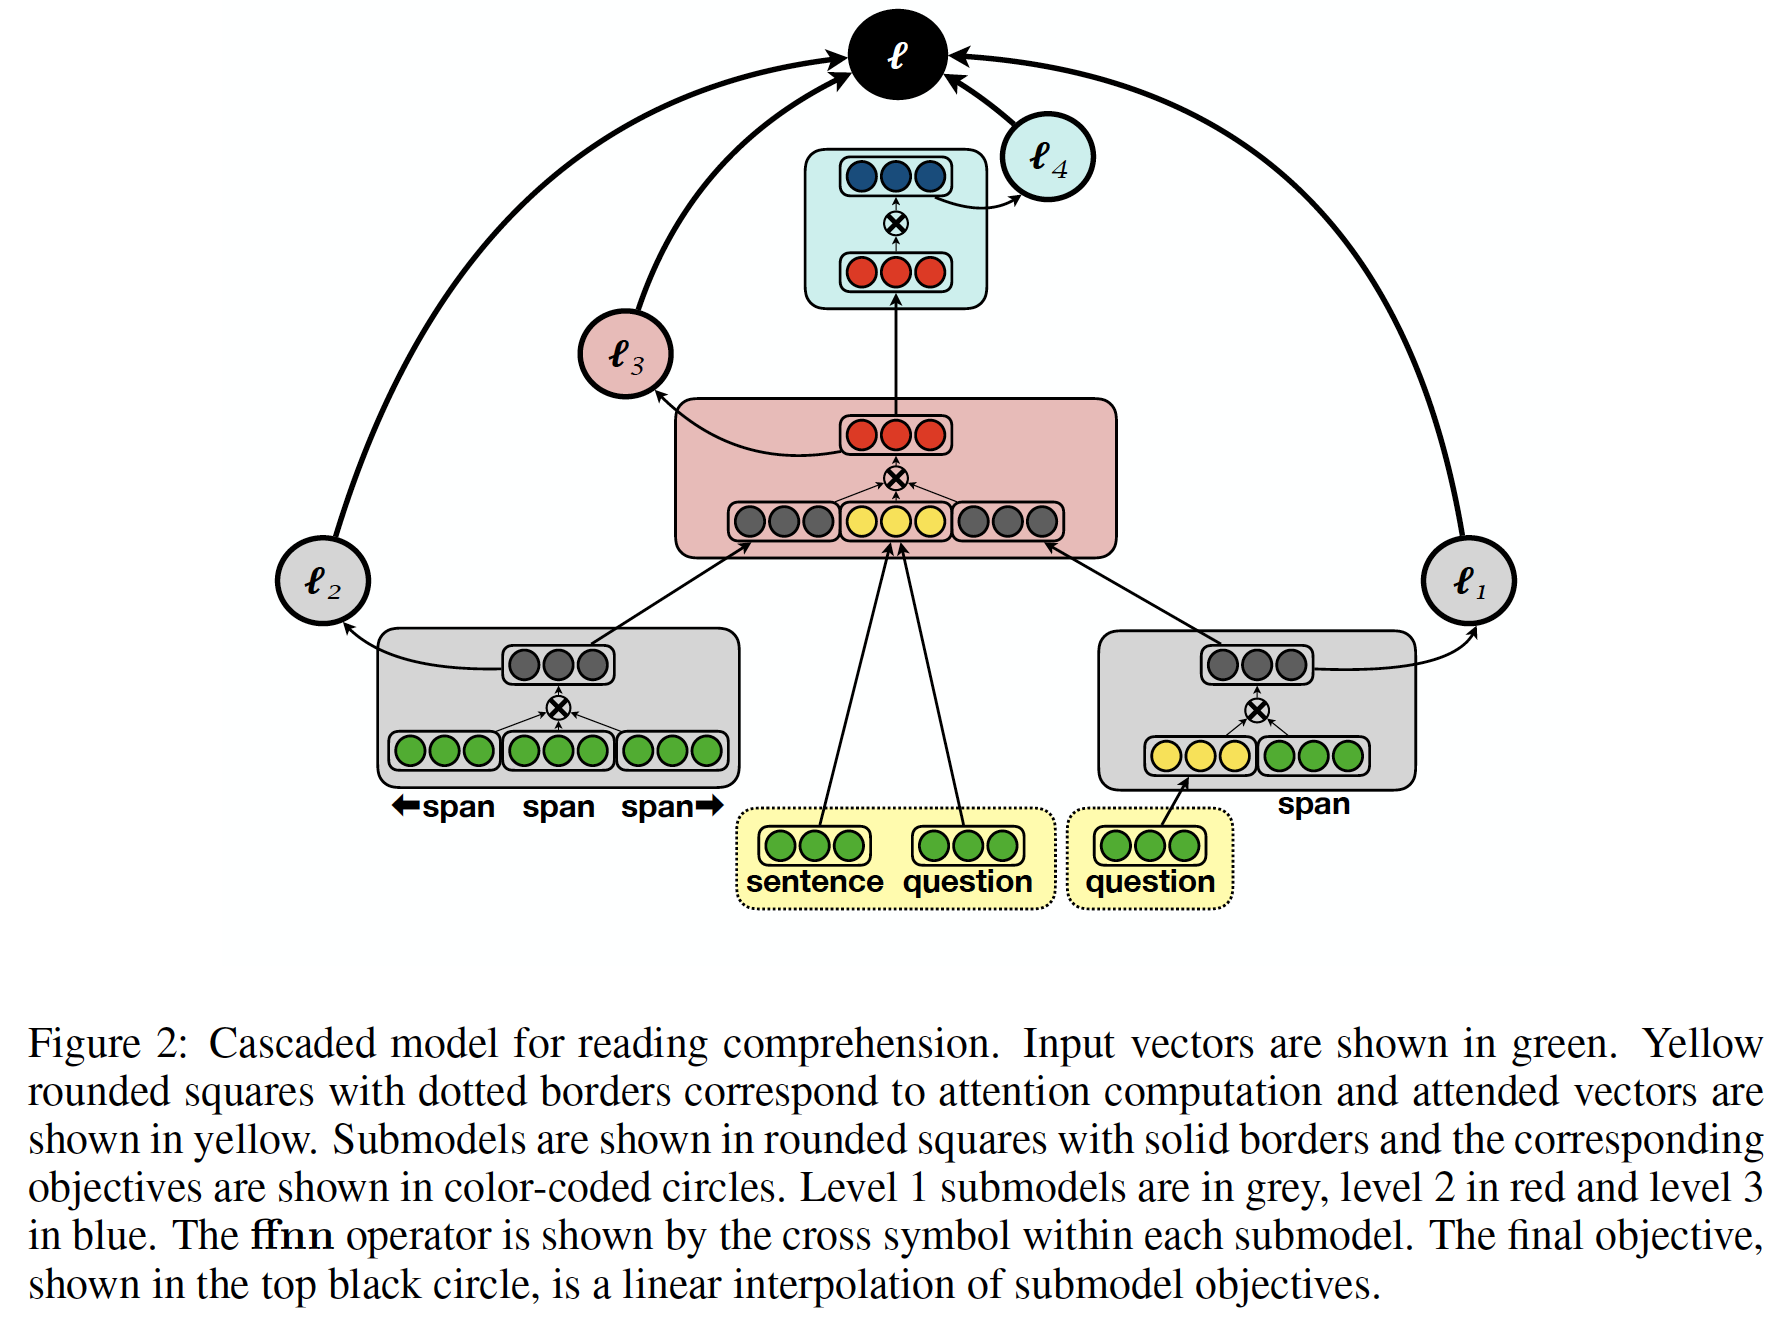 ℓ
ℓ4
ℓ3
ℓ2
ℓ1
⬅span span span➡
span
sentence question
question
Figure 2: Cascaded model for reading comprehension. Input vectors are shown in green. Yellow
rounded squares with dotted borders correspond to attention computation and attended vectors are
shown in yellow. Submodels are shown in rounded squares with solid borders and the corresponding
objectives are shown in color-coded circles. Level 1 submodels are in grey, level 2 in red and level 3
in blue. The ffnn operator is shown by the cross symbol within each submodel. The final objective,
shown in the top black circle, is a linear interpolation of submodel objectives.